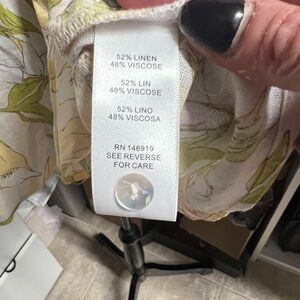 52% LINEN
48% VISCOSE
52% LIN
48% VISCOSE
52% LINO
48% VISCOSA
RN 146919
SEE REVERSE
FOR CARE